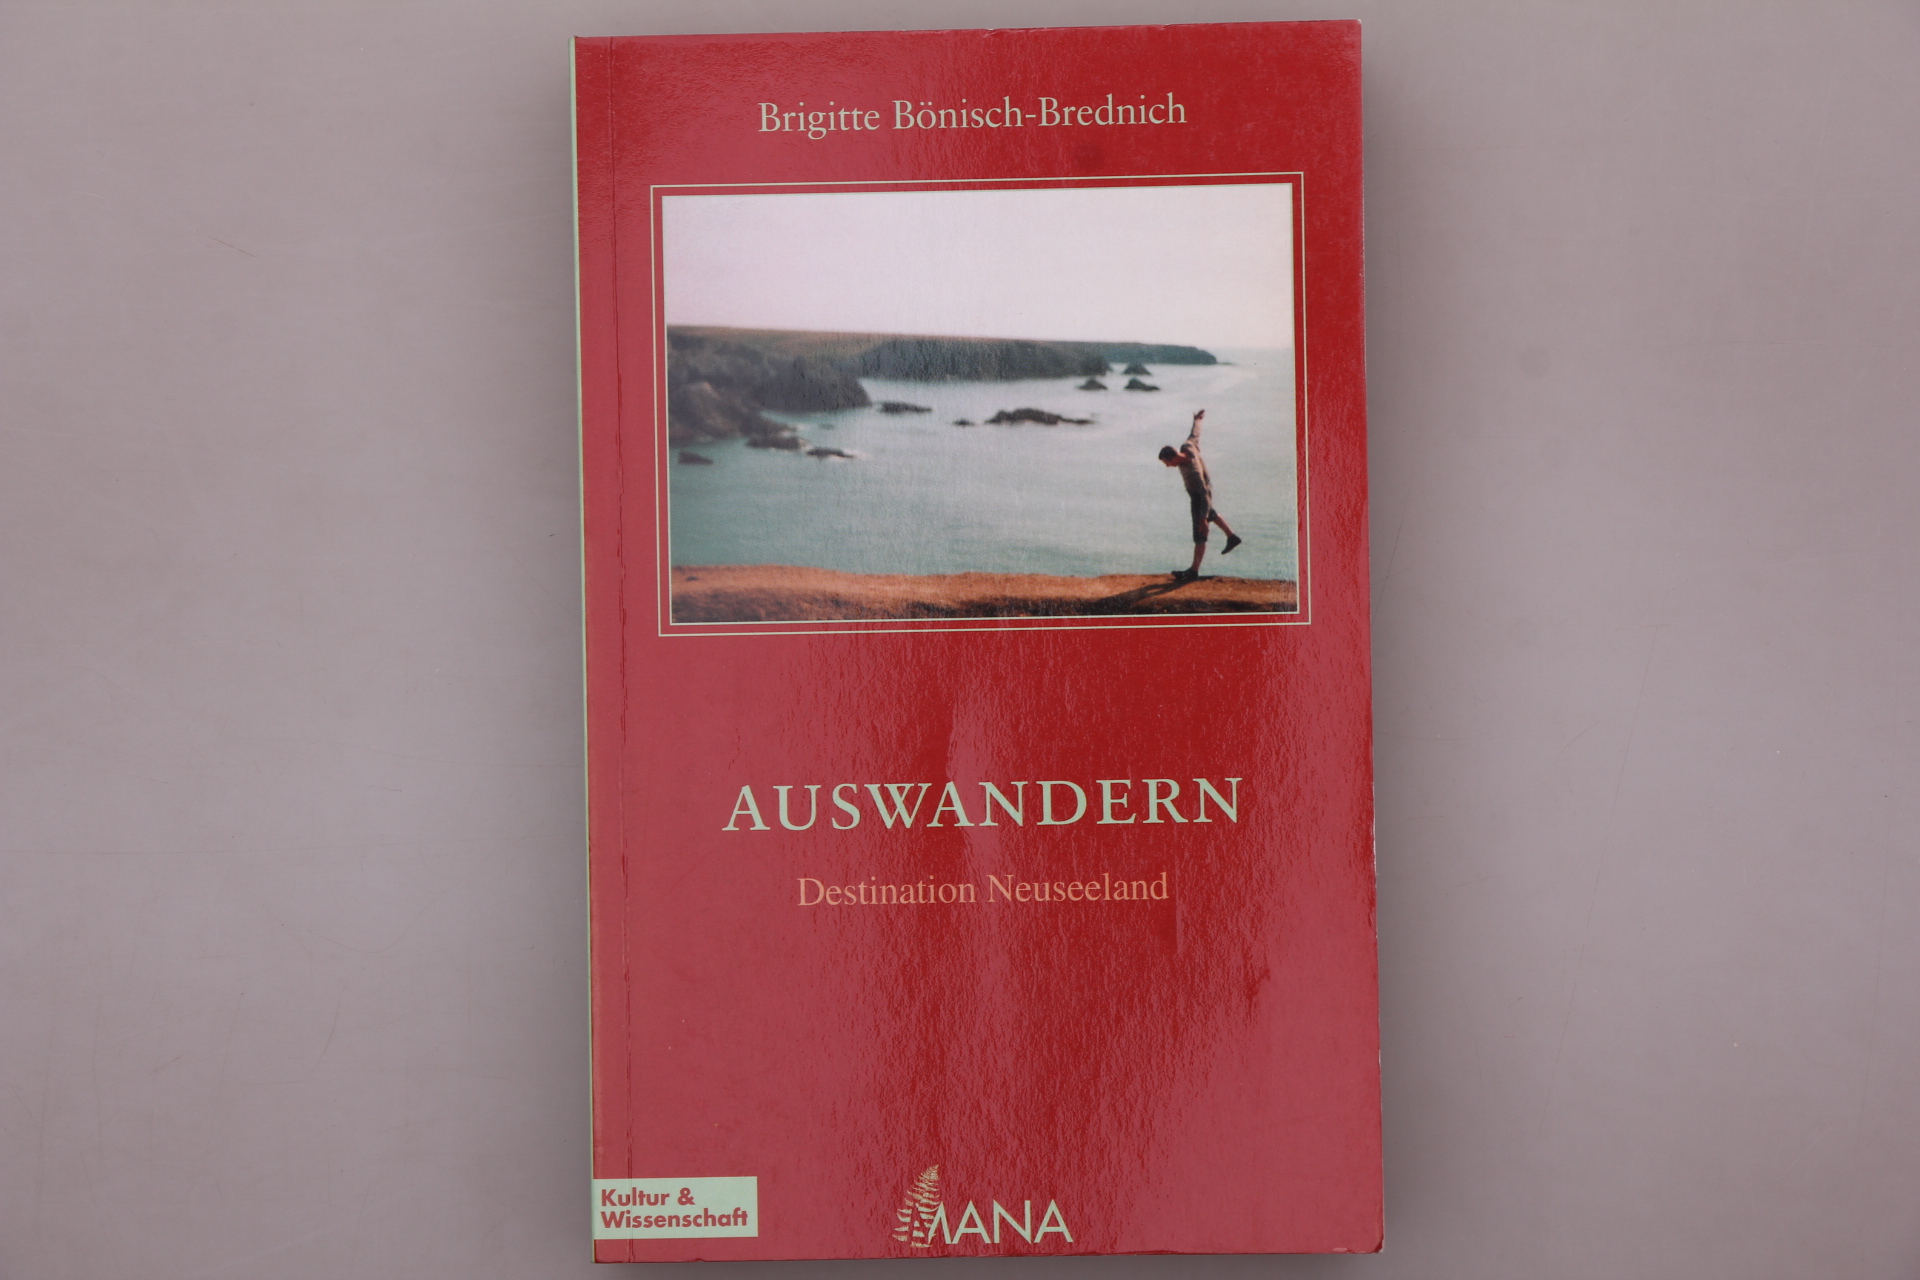 Brigitte Bönisch-Brednich
AUSWANDERN
Destination Neuseeland
Kultur &
Wissenschaft
MANA